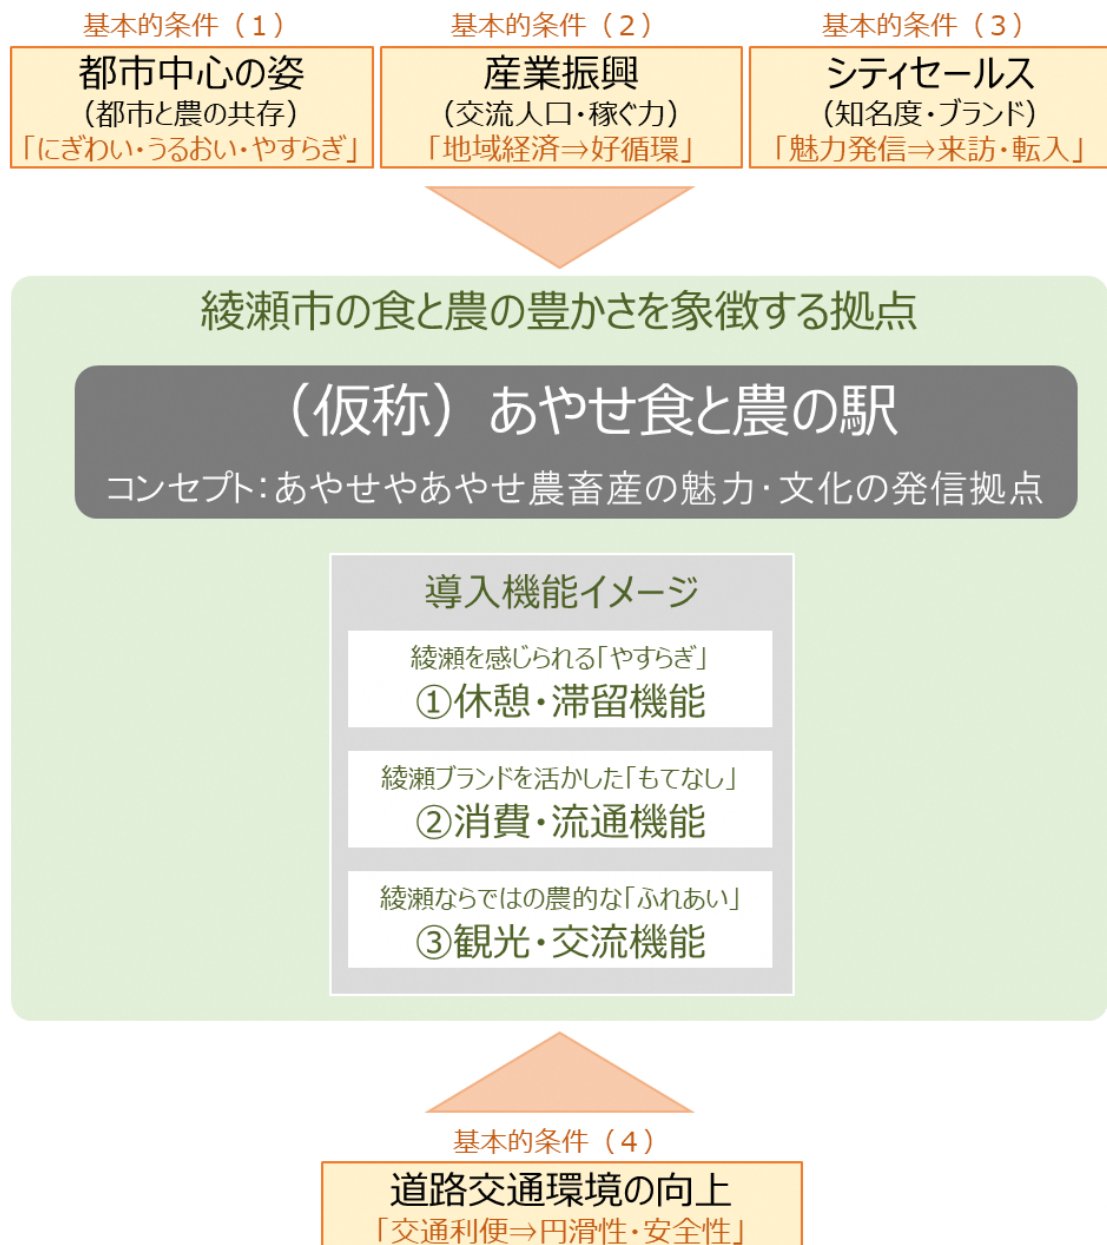 基本的条件（１）
都市中心の姿
（都市と農の共存）
「にぎわい・うるおい・やすらぎ」
基本的条件（２）
産業振興
（交流人口・稼ぐ力）
「地域経済⇒好循環」
基本的条件（３）
シティセールス
（知名度・ブランド）
「魅力発信⇒来訪・転入」
綾瀬市の食と農の豊かさを象徴する拠点
（仮称）あやせ食と農の駅
コンセプト：あやせやあやせ農畜産の魅力・文化の発信拠点
導入機能イメージ
綾瀬を感じられる「やすらぎ」
①休憩・滞留機能
綾瀬ブランドを活かした「もてなし」
②消費・流通機能
綾瀬ならではの農的な「ふれあい」
③観光・交流機能
基本的条件（４）
道路交通環境の向上
「交通利便⇒円滑性・安全性」